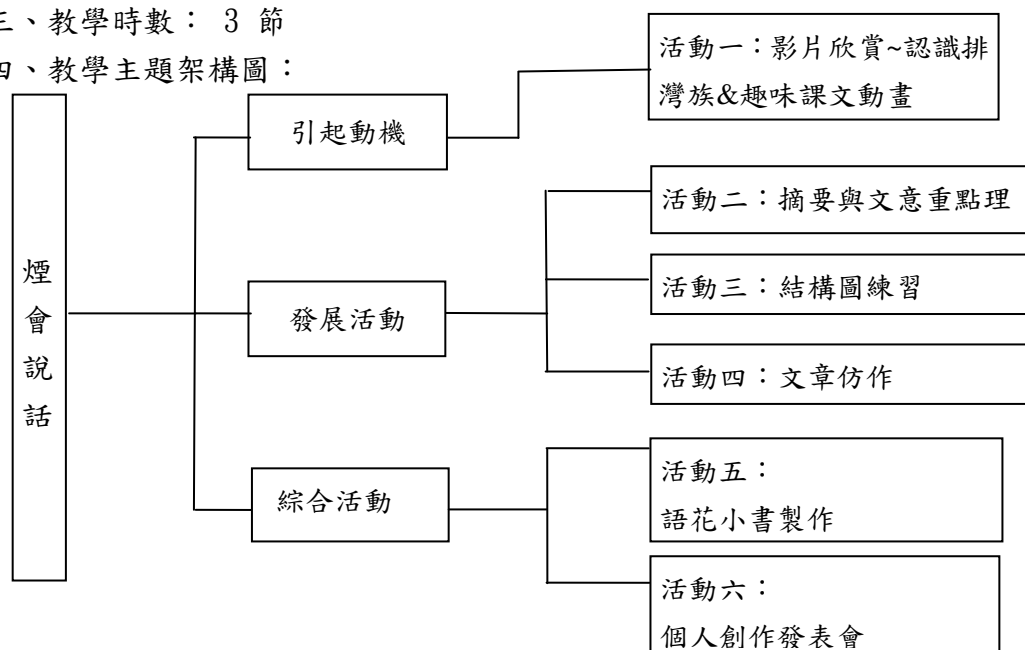 三、教學時數： 3 節
四、教學主題架構圖：
煙會說話
引起動機
活動一：影片欣賞~認識排
灣族&趣味課文動畫
發展活動
活動二：摘要與文意重點理
活動三：結構圖練習
活動四：文章仿作
綜合活動
活動五：
語花小書製作
活動六：
個人創作發表會